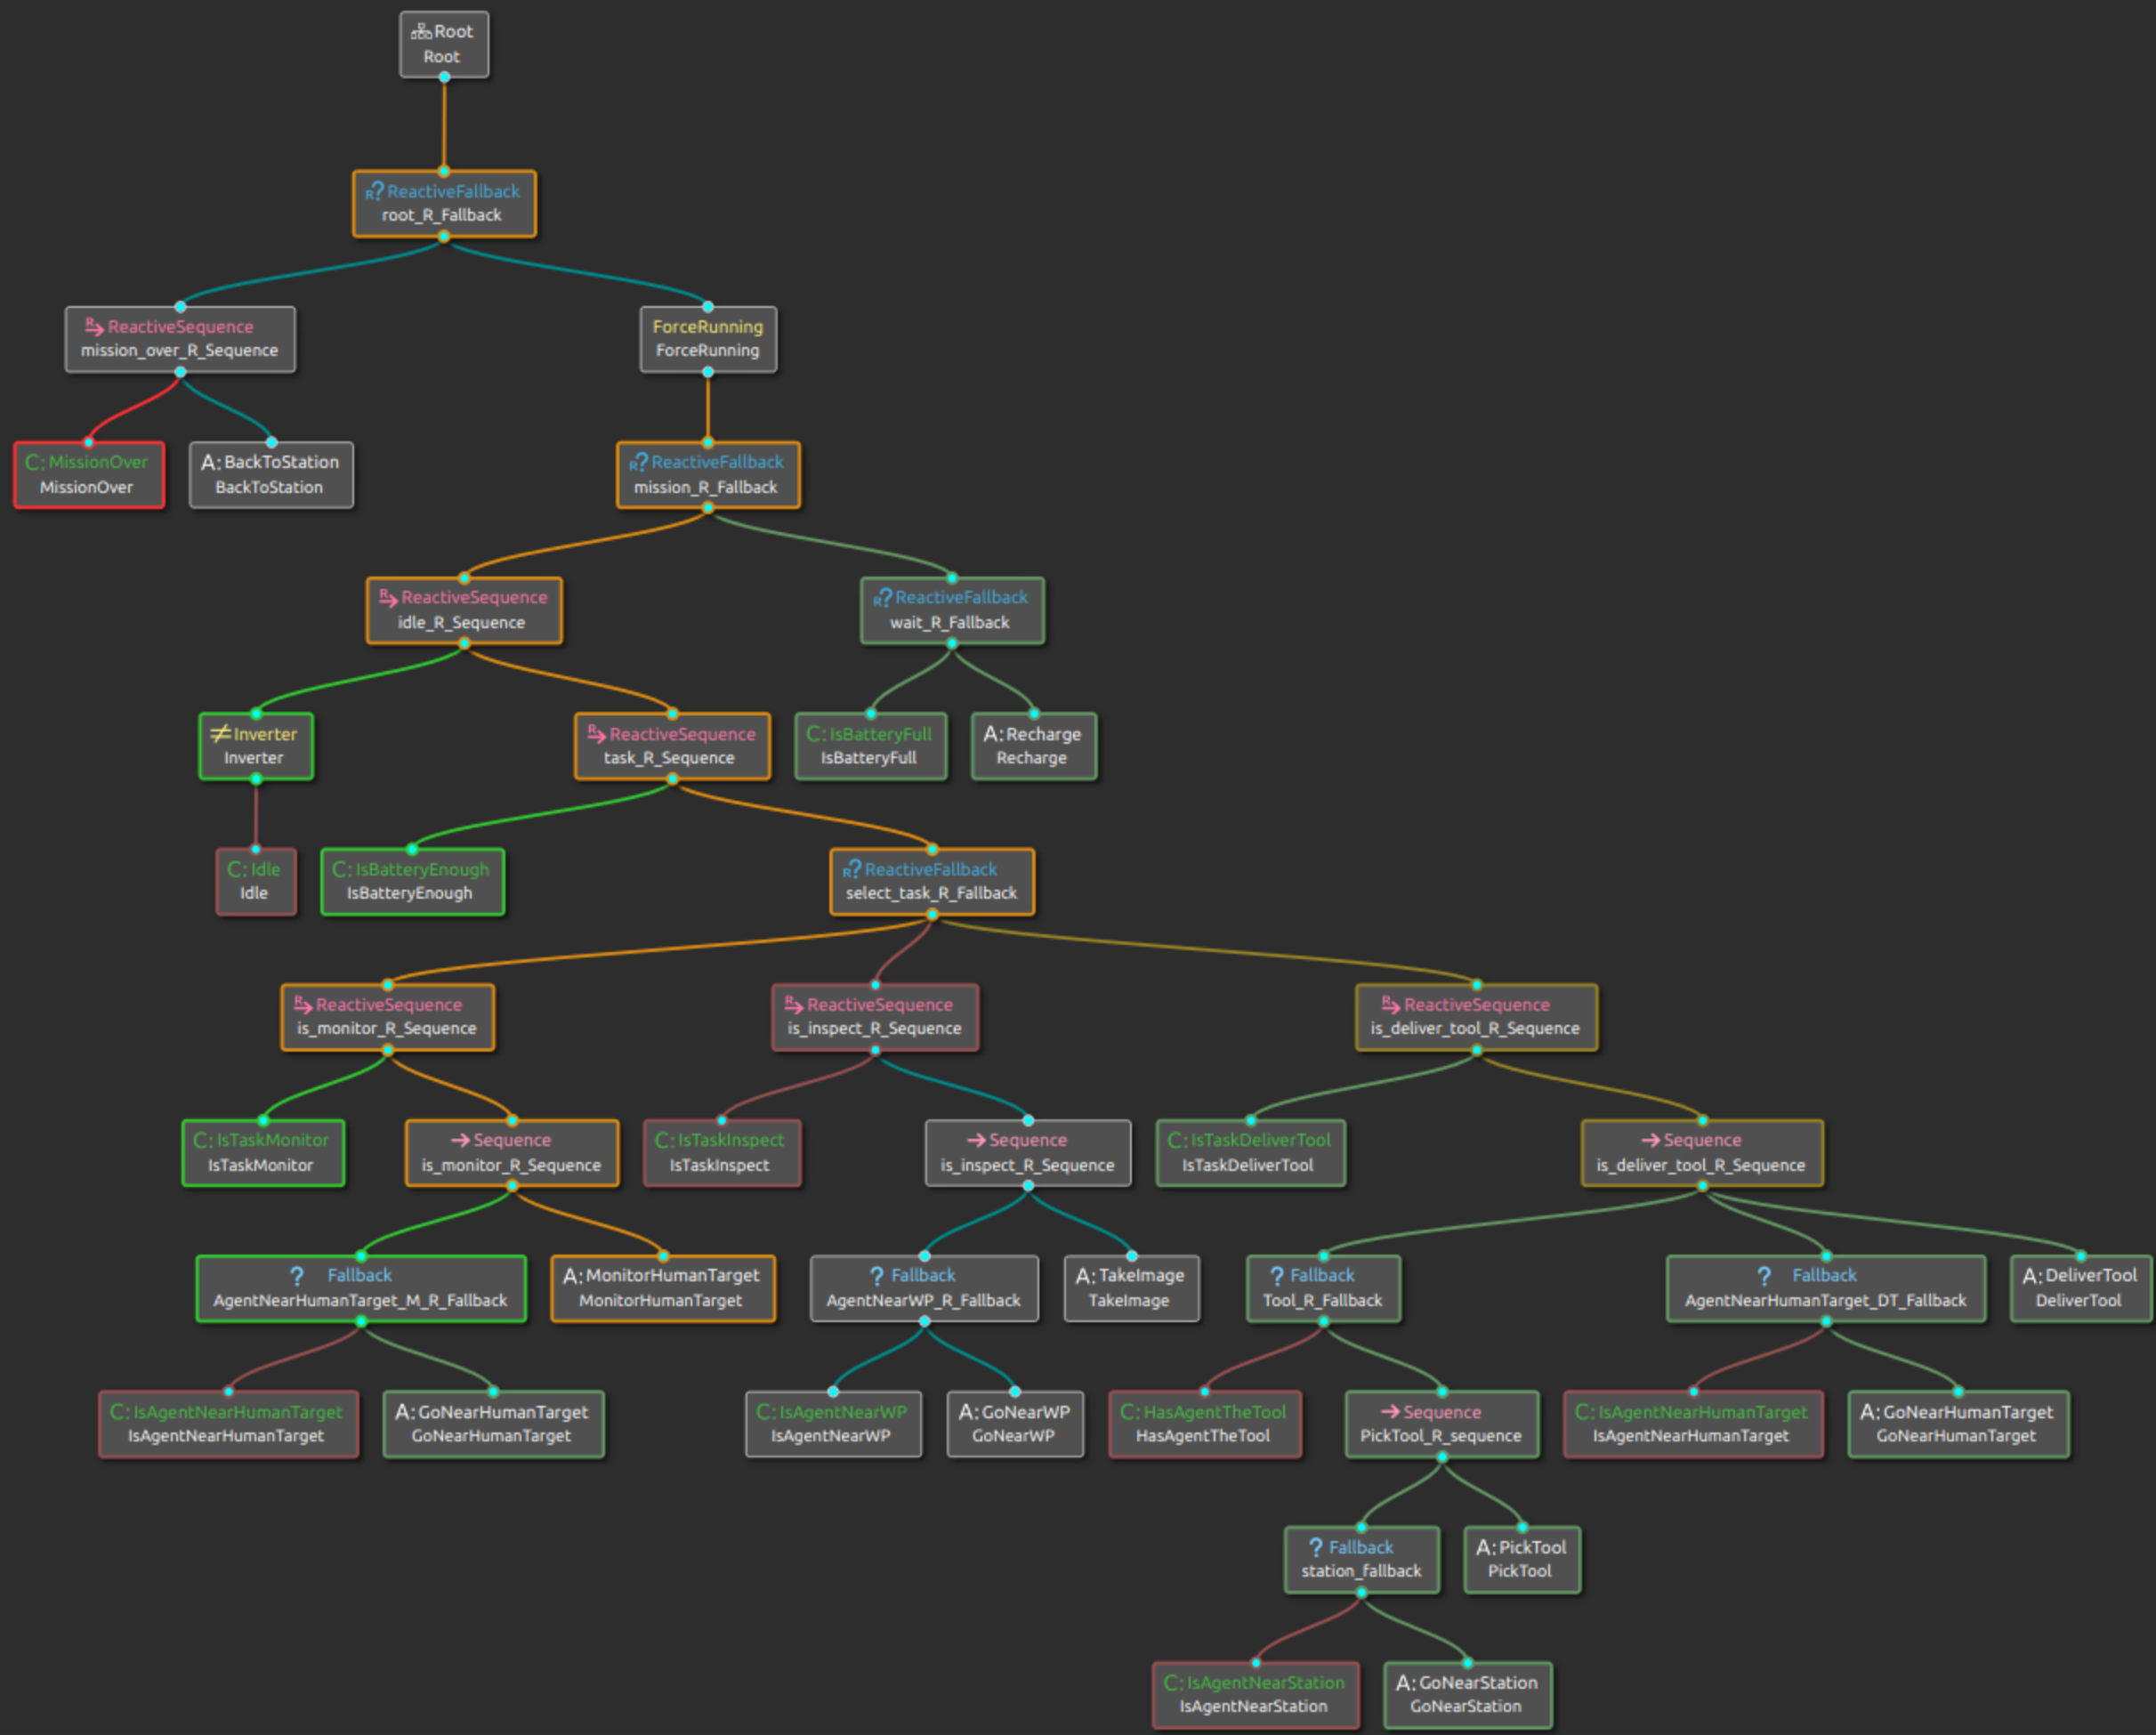 Root
Root
R?ReactiveFallback
root_R_Fallback
R→ReactiveSequence
mission_over_R_Sequence
ForceRunning
ForceRunning
C:MissionOver
MissionOver
A:BackToStation
BackToStation
R?ReactiveFallback
mission_R_Fallback
R→ReactiveSequence
idle_R_Sequence
R?ReactiveFallback
wait_R_Fallback
≠Inverter
Inverter
R→ReactiveSequence
task_R_Sequence
C:IsBatteryFull
IsBatteryFull
A:Recharge
Recharge
C:Idle
Idle
C:IsBatteryEnough
IsBatteryEnough
R?ReactiveFallback
select_task_R_Fallback
R→ReactiveSequence
is_monitor_R_Sequence
R→ReactiveSequence
is_inspect_R_Sequence
R→ReactiveSequence
is_deliver_tool_R_Sequence
C:IsTaskMonitor
IsTaskMonitor
→Sequence
is_monitor_R_Sequence
C:IsTaskInspect
IsTaskInspect
→Sequence
is_inspect_R_Sequence
C:IsTaskDeliverTool
IsTaskDeliverTool
→Sequence
is_deliver_tool_R_Sequence
? Fallback
AgentNearHumanTarget_M_R_Fallback
A:MonitorHumanTarget
MonitorHumanTarget
? Fallback
AgentNearWP_R_Fallback
A:TakeImage
TakeImage
? Fallback
Tool_R_Fallback
? Fallback
AgentNearHumanTarget_DT_Fallback
A:DeliverTool
DeliverTool
C:IsAgentNearHumanTarget
IsAgentNearHumanTarget
A:GoNearHumanTarget
GoNearHumanTarget
C:IsAgentNearWP
IsAgentNearWP
A:GoNearWP
GoNearWP
C:HasAgentTheTool
HasAgentTheTool
→Sequence
PickTool_R_sequence
C:IsAgentNearHumanTarget
IsAgentNearHumanTarget
A:GoNearHumanTarget
GoNearHumanTarget
? Fallback
station_fallback
A:PickTool
PickTool
C:IsAgentNearStation
IsAgentNearStation
A:GoNearStation
GoNearStation